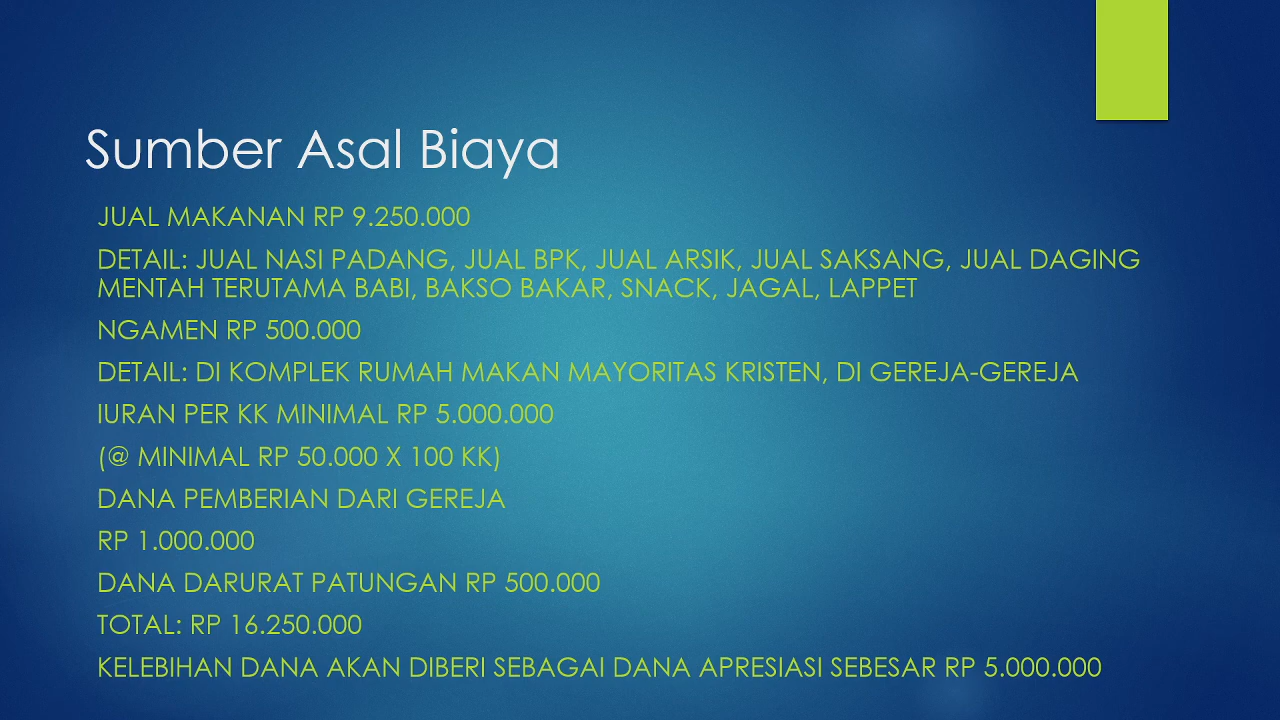 Sumber Asal Biaya
JUAL MAKANAN RP 9.250.000
DETAIL: JUAL NASI PADANG, JUAL BPK, JUAL ARSIK, JUAL SAKSANG, JUAL DAGING
MENTAH TERUTAMA BABI, BAKSO BAKAR, SNACK, JAGAL, LAPPET
NGAMEN RP 500.000
DETAIL: DI KOMPLEK RUMAH MAKAN MAYORITAS KRISTEN, DI GEREJA-GEREJA
IURAN PER KK MINIMAL RP 5.000.000
(@ MINIMAL RP 50.000 X 100 KK)
DANA PEMBERIAN DARI GEREJA
RP 1.000.000
DANA DARURAT PATUNGAN RP 500.000
TOTAL: RP 16.250.000
KELEBIHAN DANA AKAN DIBERI SEBAGAI DANA APRESIASI SEBESAR RP 5.000.000